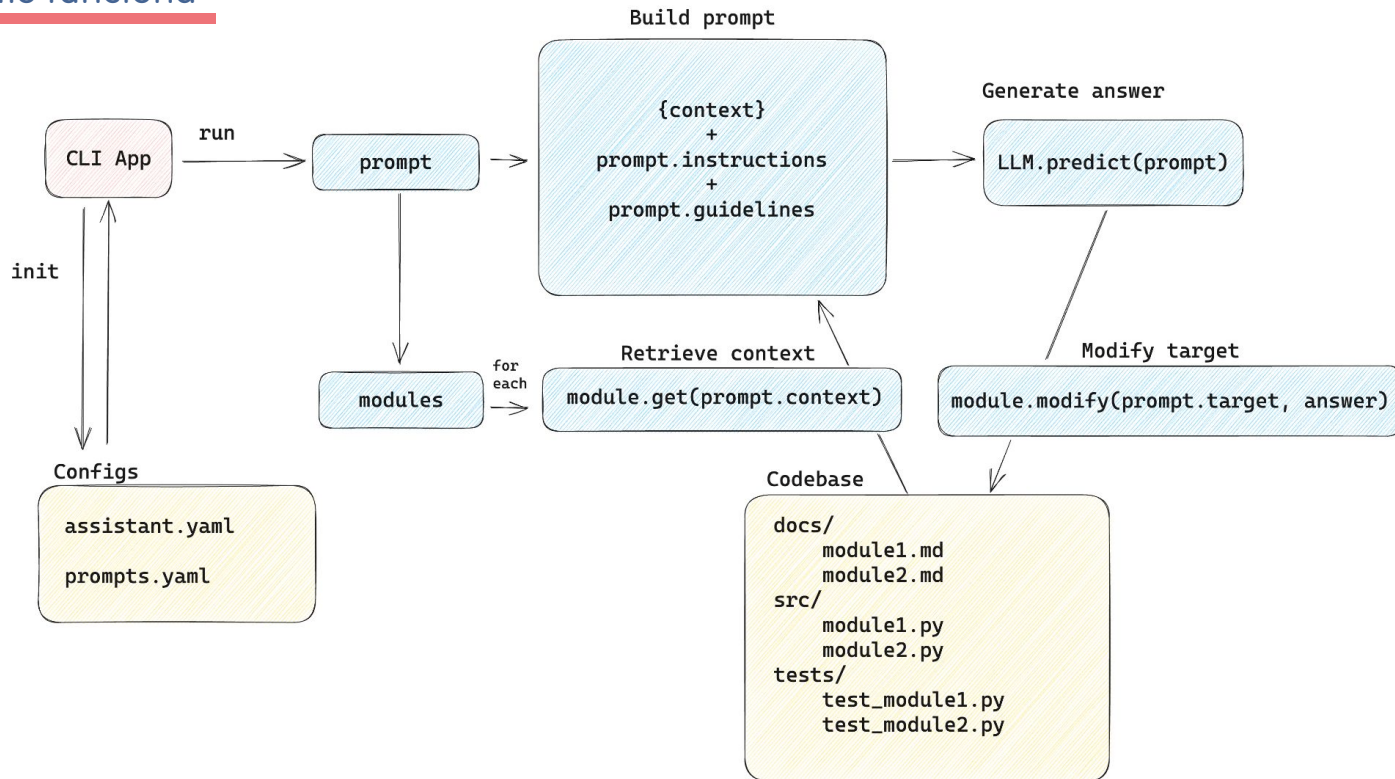 funciona
Build prompt
{context}
+
prompt.instructions
+
prompt.guidelines
Generate answer
LLM.predict(prompt)
CLI App
run
prompt
init
modules
for
each
Retrieve context
module.get(prompt.context)
Modify target
module.modify(prompt.target, answer)
Configs
assistant.yaml
prompts.yaml
Codebase
docs/
module1.md
module2.md
src/
module1.py
module2.py
tests/
test_module1.py
test_module2.py